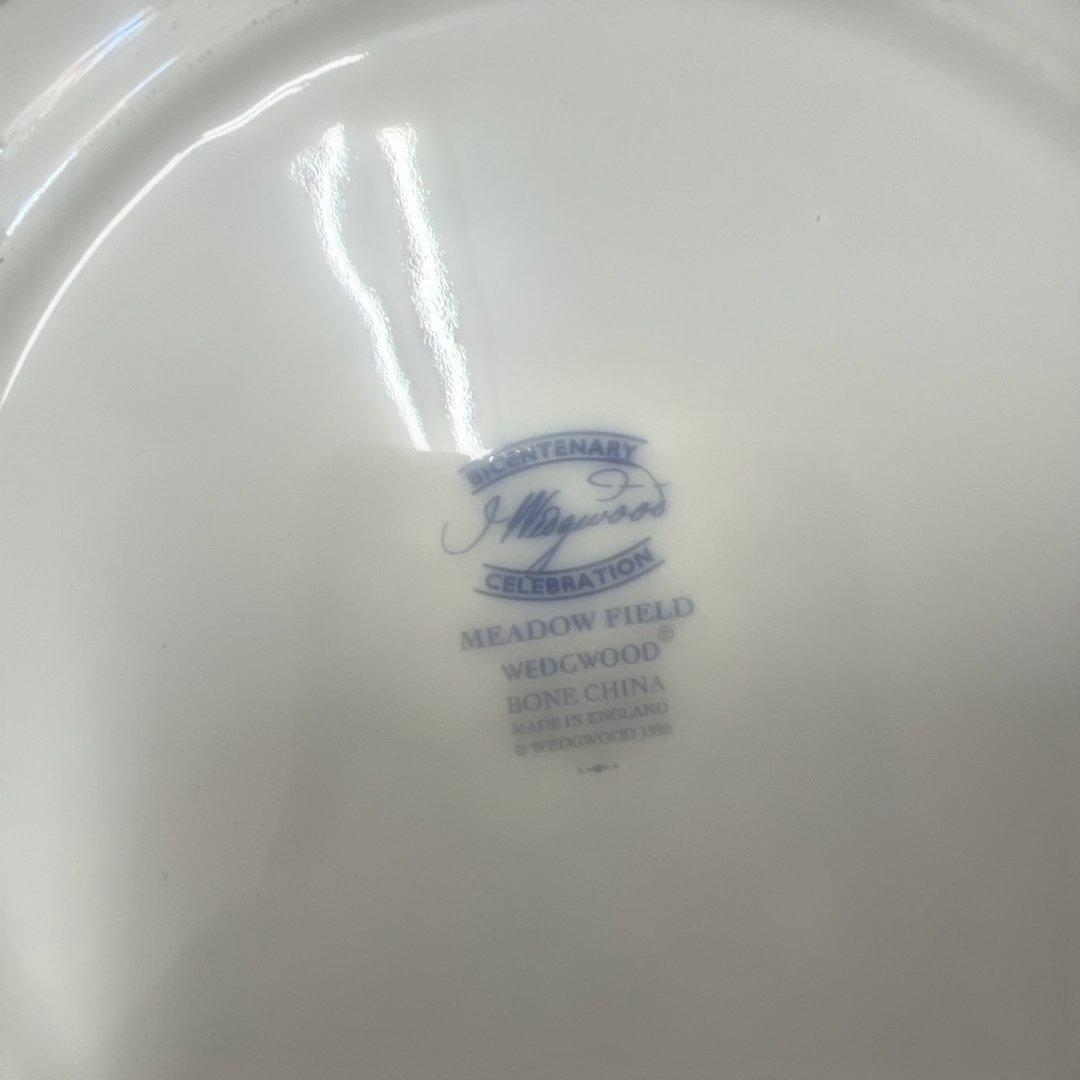 BICENTENARY
J Wedgwood
CELEBRATION
MEADOW FIELD
WEDGWOOD®
BONE CHINA
MADE IN ENGLAND
© WEDGWOOD 1995